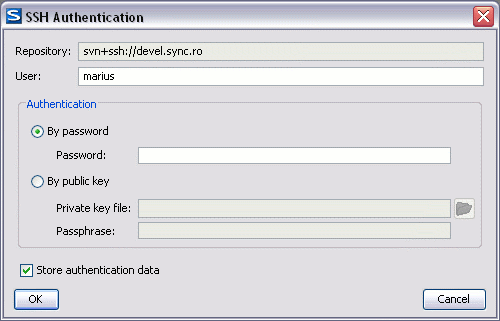 SSH Authentication
Repository: svn+ssh://devel.sync.ro
User: marius
Authentication
By password
Password:
By public key
Private key file:
Passphrase:
Store authentication data
OK Cancel